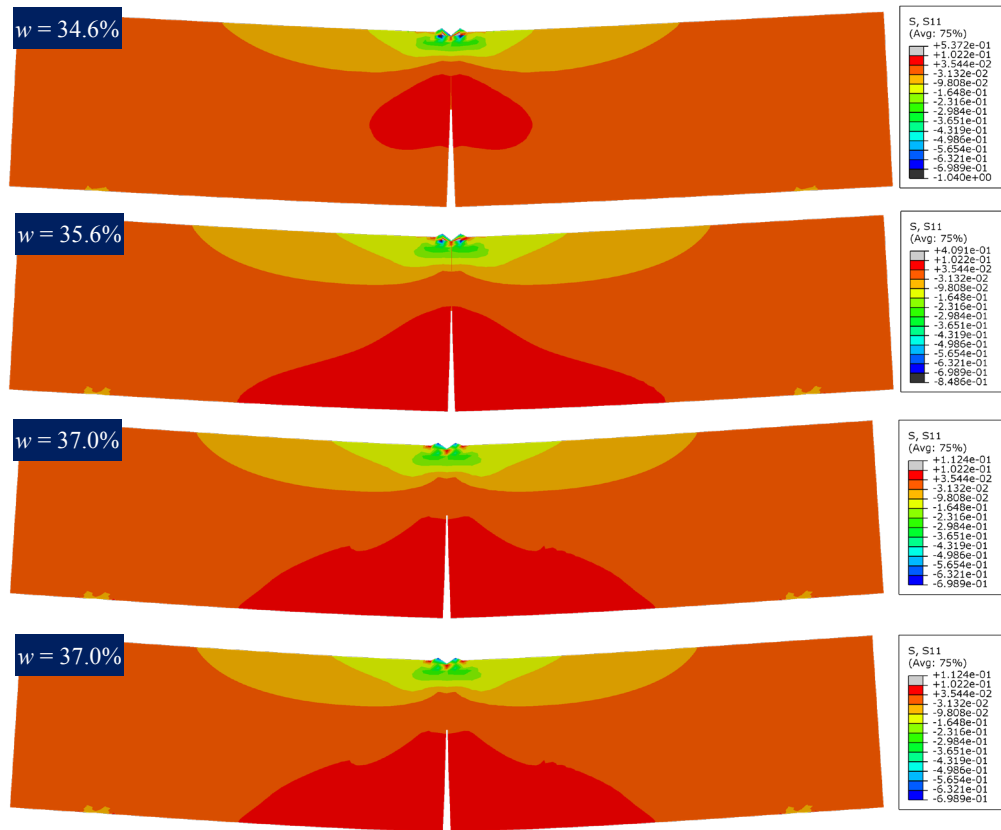 w = 34.6%
S, S11
(Avg: 75%)
+5.372e-01
+1.022e-01
+3.544e-02
-3.132e-02
-9.808e-02
-1.648e-01
-2.316e-01
-2.984e-01
-3.651e-01
-4.319e-01
-4.986e-01
-5.654e-01
-6.321e-01
-6.989e-01
-1.040e+00
w = 35.6%
S, S11
(Avg: 75%)
+4.091e-01
+1.022e-01
+3.544e-02
-3.132e-02
-9.808e-02
-1.648e-01
-2.316e-01
-2.984e-01
-3.651e-01
-4.319e-01
-4.986e-01
-5.654e-01
-6.321e-01
-6.989e-01
-8.486e-01
w = 37.0%
S, S11
(Avg: 75%)
+1.124e-01
+1.022e-01
+3.544e-02
-3.132e-02
-9.808e-02
-1.648e-01
-2.316e-01
-2.984e-01
-3.651e-01
-4.319e-01
-4.986e-01
-5.654e-01
-6.321e-01
-6.989e-01
w = 37.0%
S, S11
(Avg: 75%)
+1.124e-01
+1.022e-01
+3.544e-02
-3.132e-02
-9.808e-02
-1.648e-01
-2.316e-01
-2.984e-01
-3.651e-01
-4.319e-01
-4.986e-01
-5.654e-01
-6.321e-01
-6.989e-01